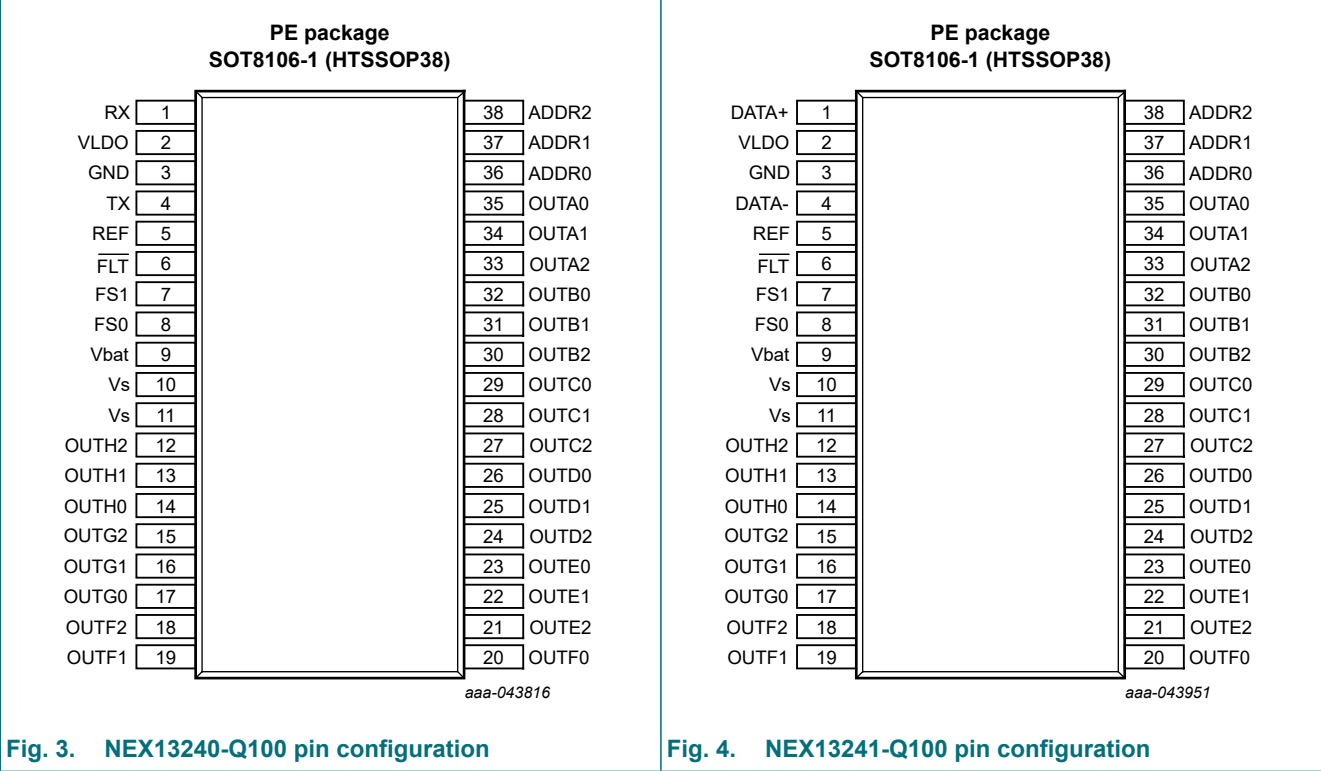 PE package
SOT8106-1 (HTSSOP38)
RX 1 38 ADDR2
VLDO 2 37 ADDR1
GND 3 36 ADDR0
TX 4 35 OUTA0
REF 5 34 OUTA1
FLT 6 33 OUTA2
FS1 7 32 OUTB0
FS0 8 31 OUTB1
Vbat 9 30 OUTB2
Vs 10 29 OUTC0
Vs 11 28 OUTC1
OUTH2 12 27 OUTC2
OUTH1 13 26 OUTD0
OUTH0 14 25 OUTD1
OUTG2 15 24 OUTD2
OUTG1 16 23 OUTE0
OUTG0 17 22 OUTE1
OUTF2 18 21 OUTE2
OUTF1 19 20 OUTF0
aaa-043816
Fig. 3. NEX13240-Q100 pin configuration
PE package
SOT8106-1 (HTSSOP38)
DATA+ 1 38 ADDR2
VLDO 2 37 ADDR1
GND 3 36 ADDR0
DATA- 4 35 OUTA0
REF 5 34 OUTA1
FLT 6 33 OUTA2
FS1 7 32 OUTB0
FS0 8 31 OUTB1
Vbat 9 30 OUTB2
Vs 10 29 OUTC0
Vs 11 28 OUTC1
OUTH2 12 27 OUTC2
OUTH1 13 26 OUTD0
OUTH0 14 25 OUTD1
OUTG2 15 24 OUTD2
OUTG1 16 23 OUTE0
OUTG0 17 22 OUTE1
OUTF2 18 21 OUTE2
OUTF1 19 20 OUTF0
aaa-043951
Fig. 4. NEX13241-Q100 pin configuration